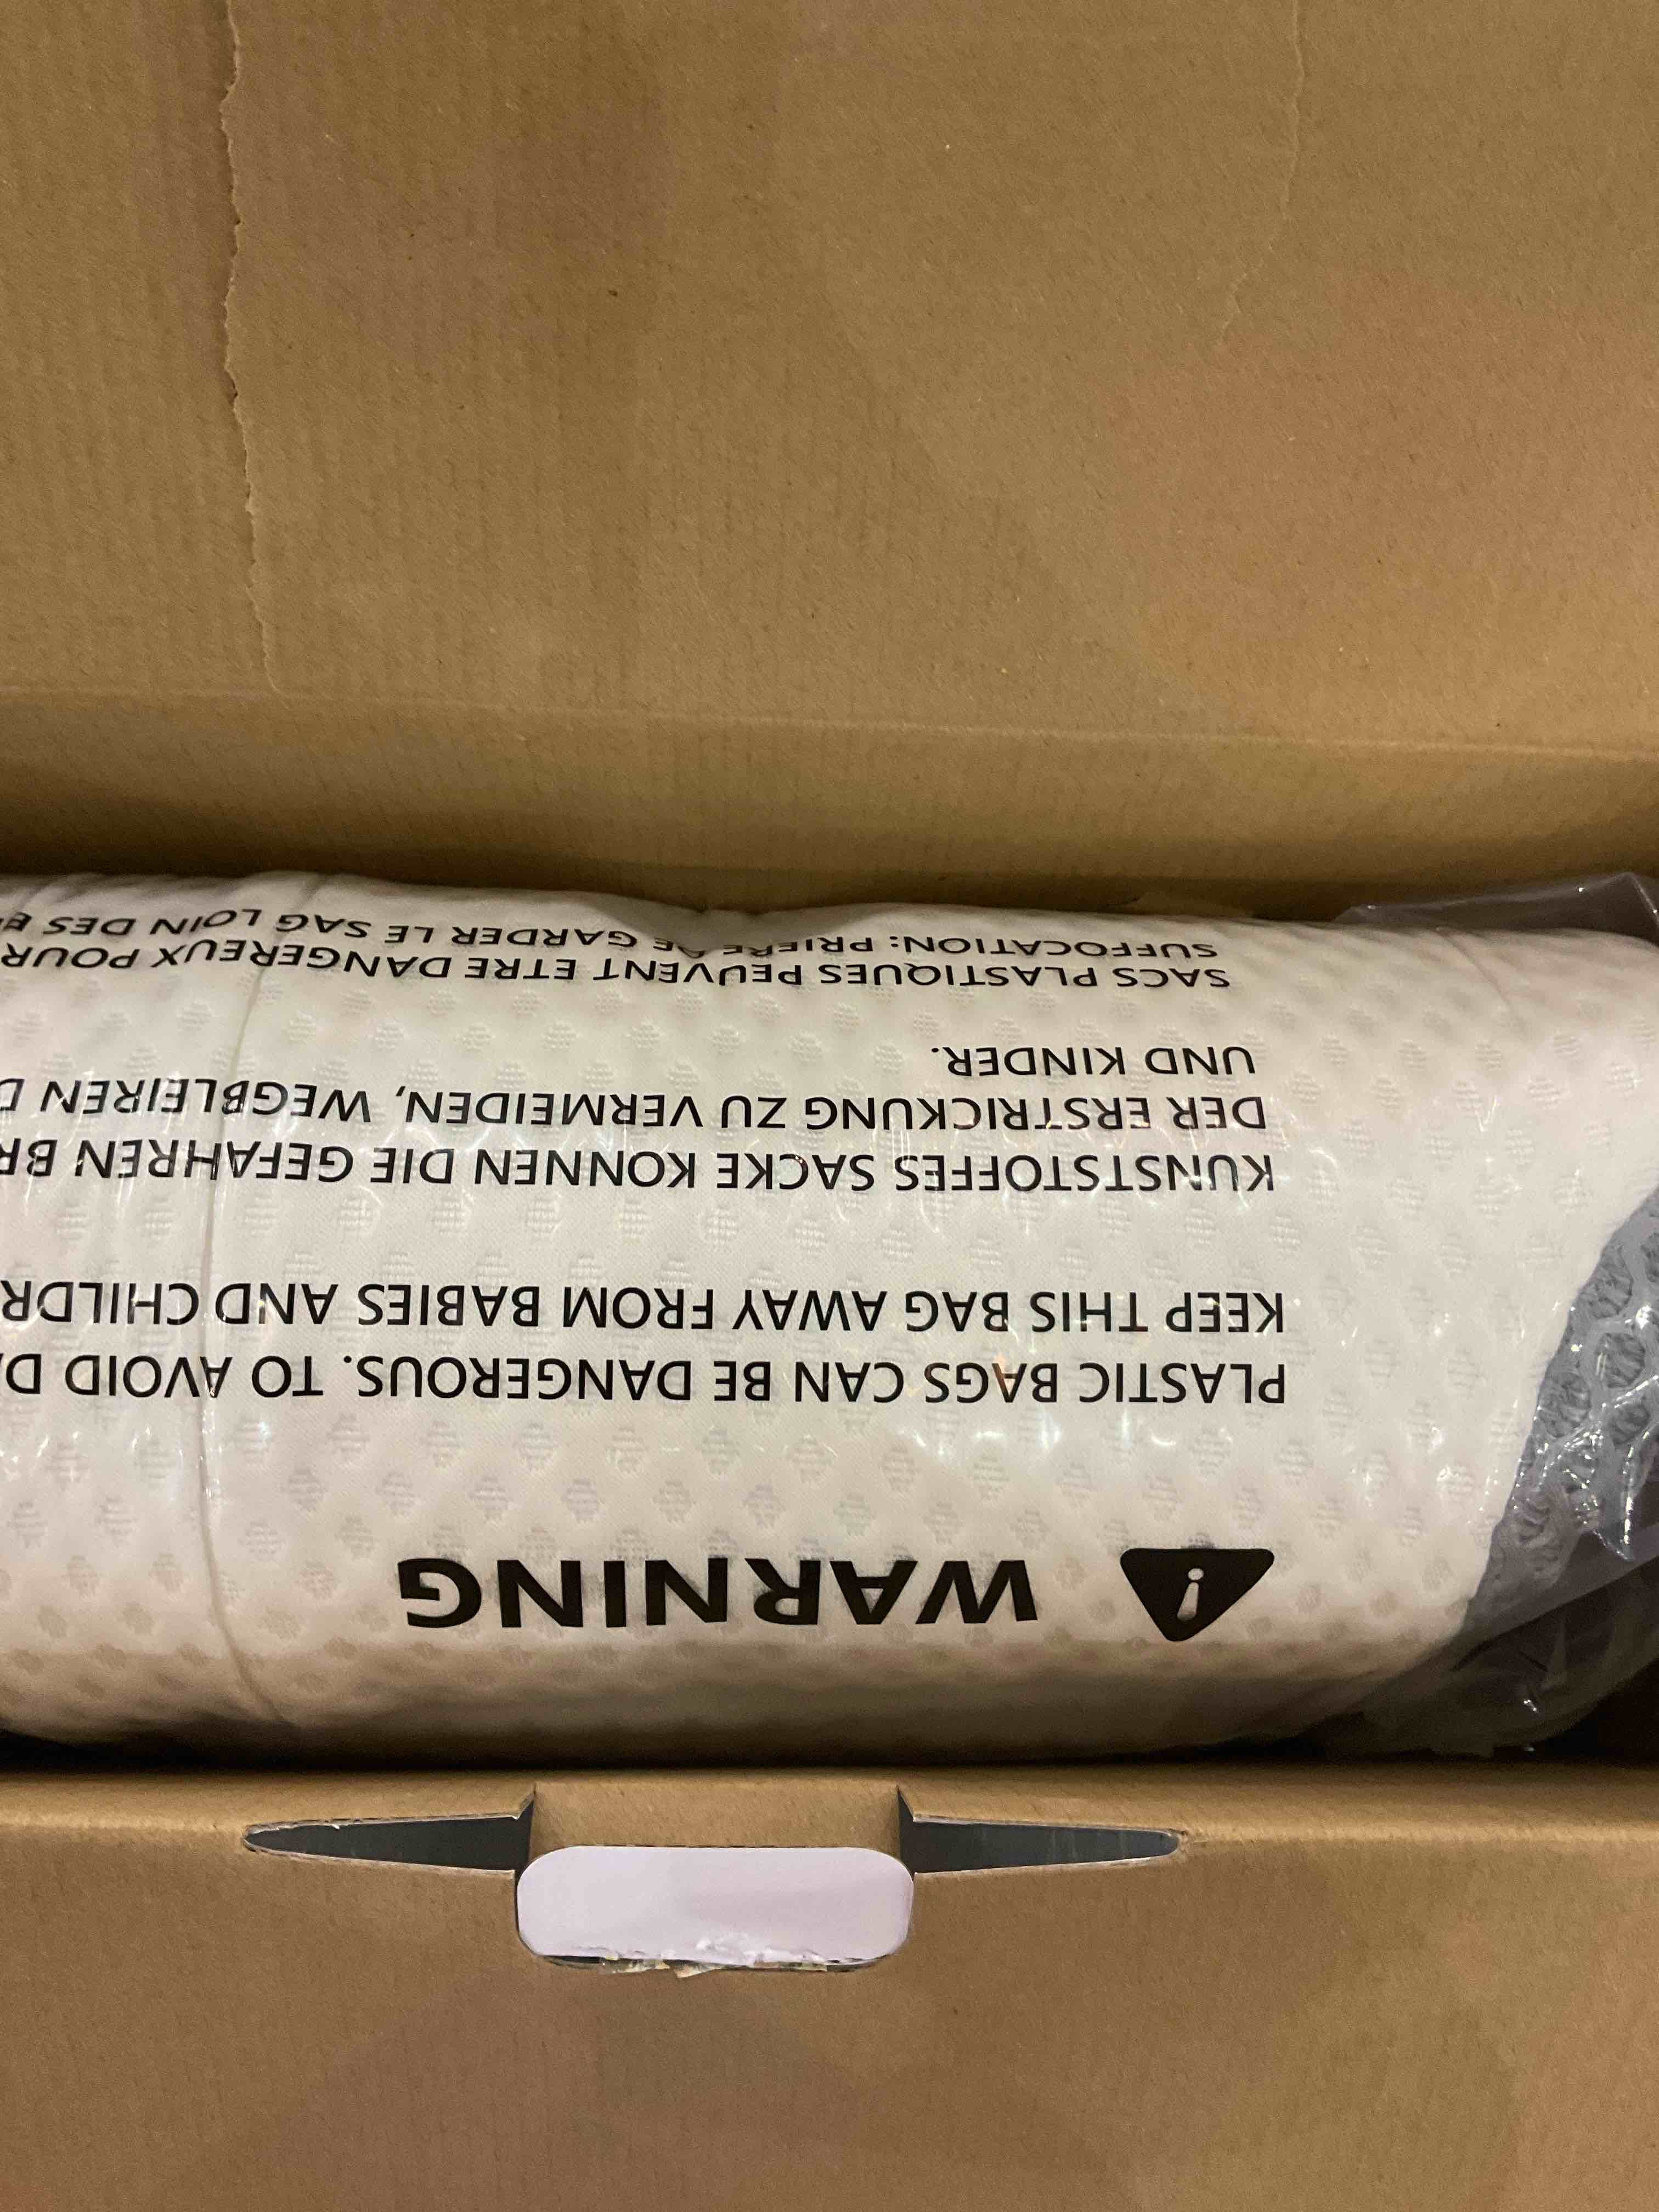 WARNING
PLASTIC BAGS CAN BE DANGEROUS. TO AVOID
KEEP THIS BAG AWAY FROM BABIES AND CHILDR
KUNSTSTOFFES SACKE KONNEN DIE GEFAHREN BR
DER ERSTRICKUNG ZU VERMEIDEN, WEGBLEIREN D
UND KINDER.
SACS PLASTIQUES PEUVENT ETRE DANGEREUX POUR
SUFFOCATION: PRIERE DE GARDER LE SAG LOIN DES